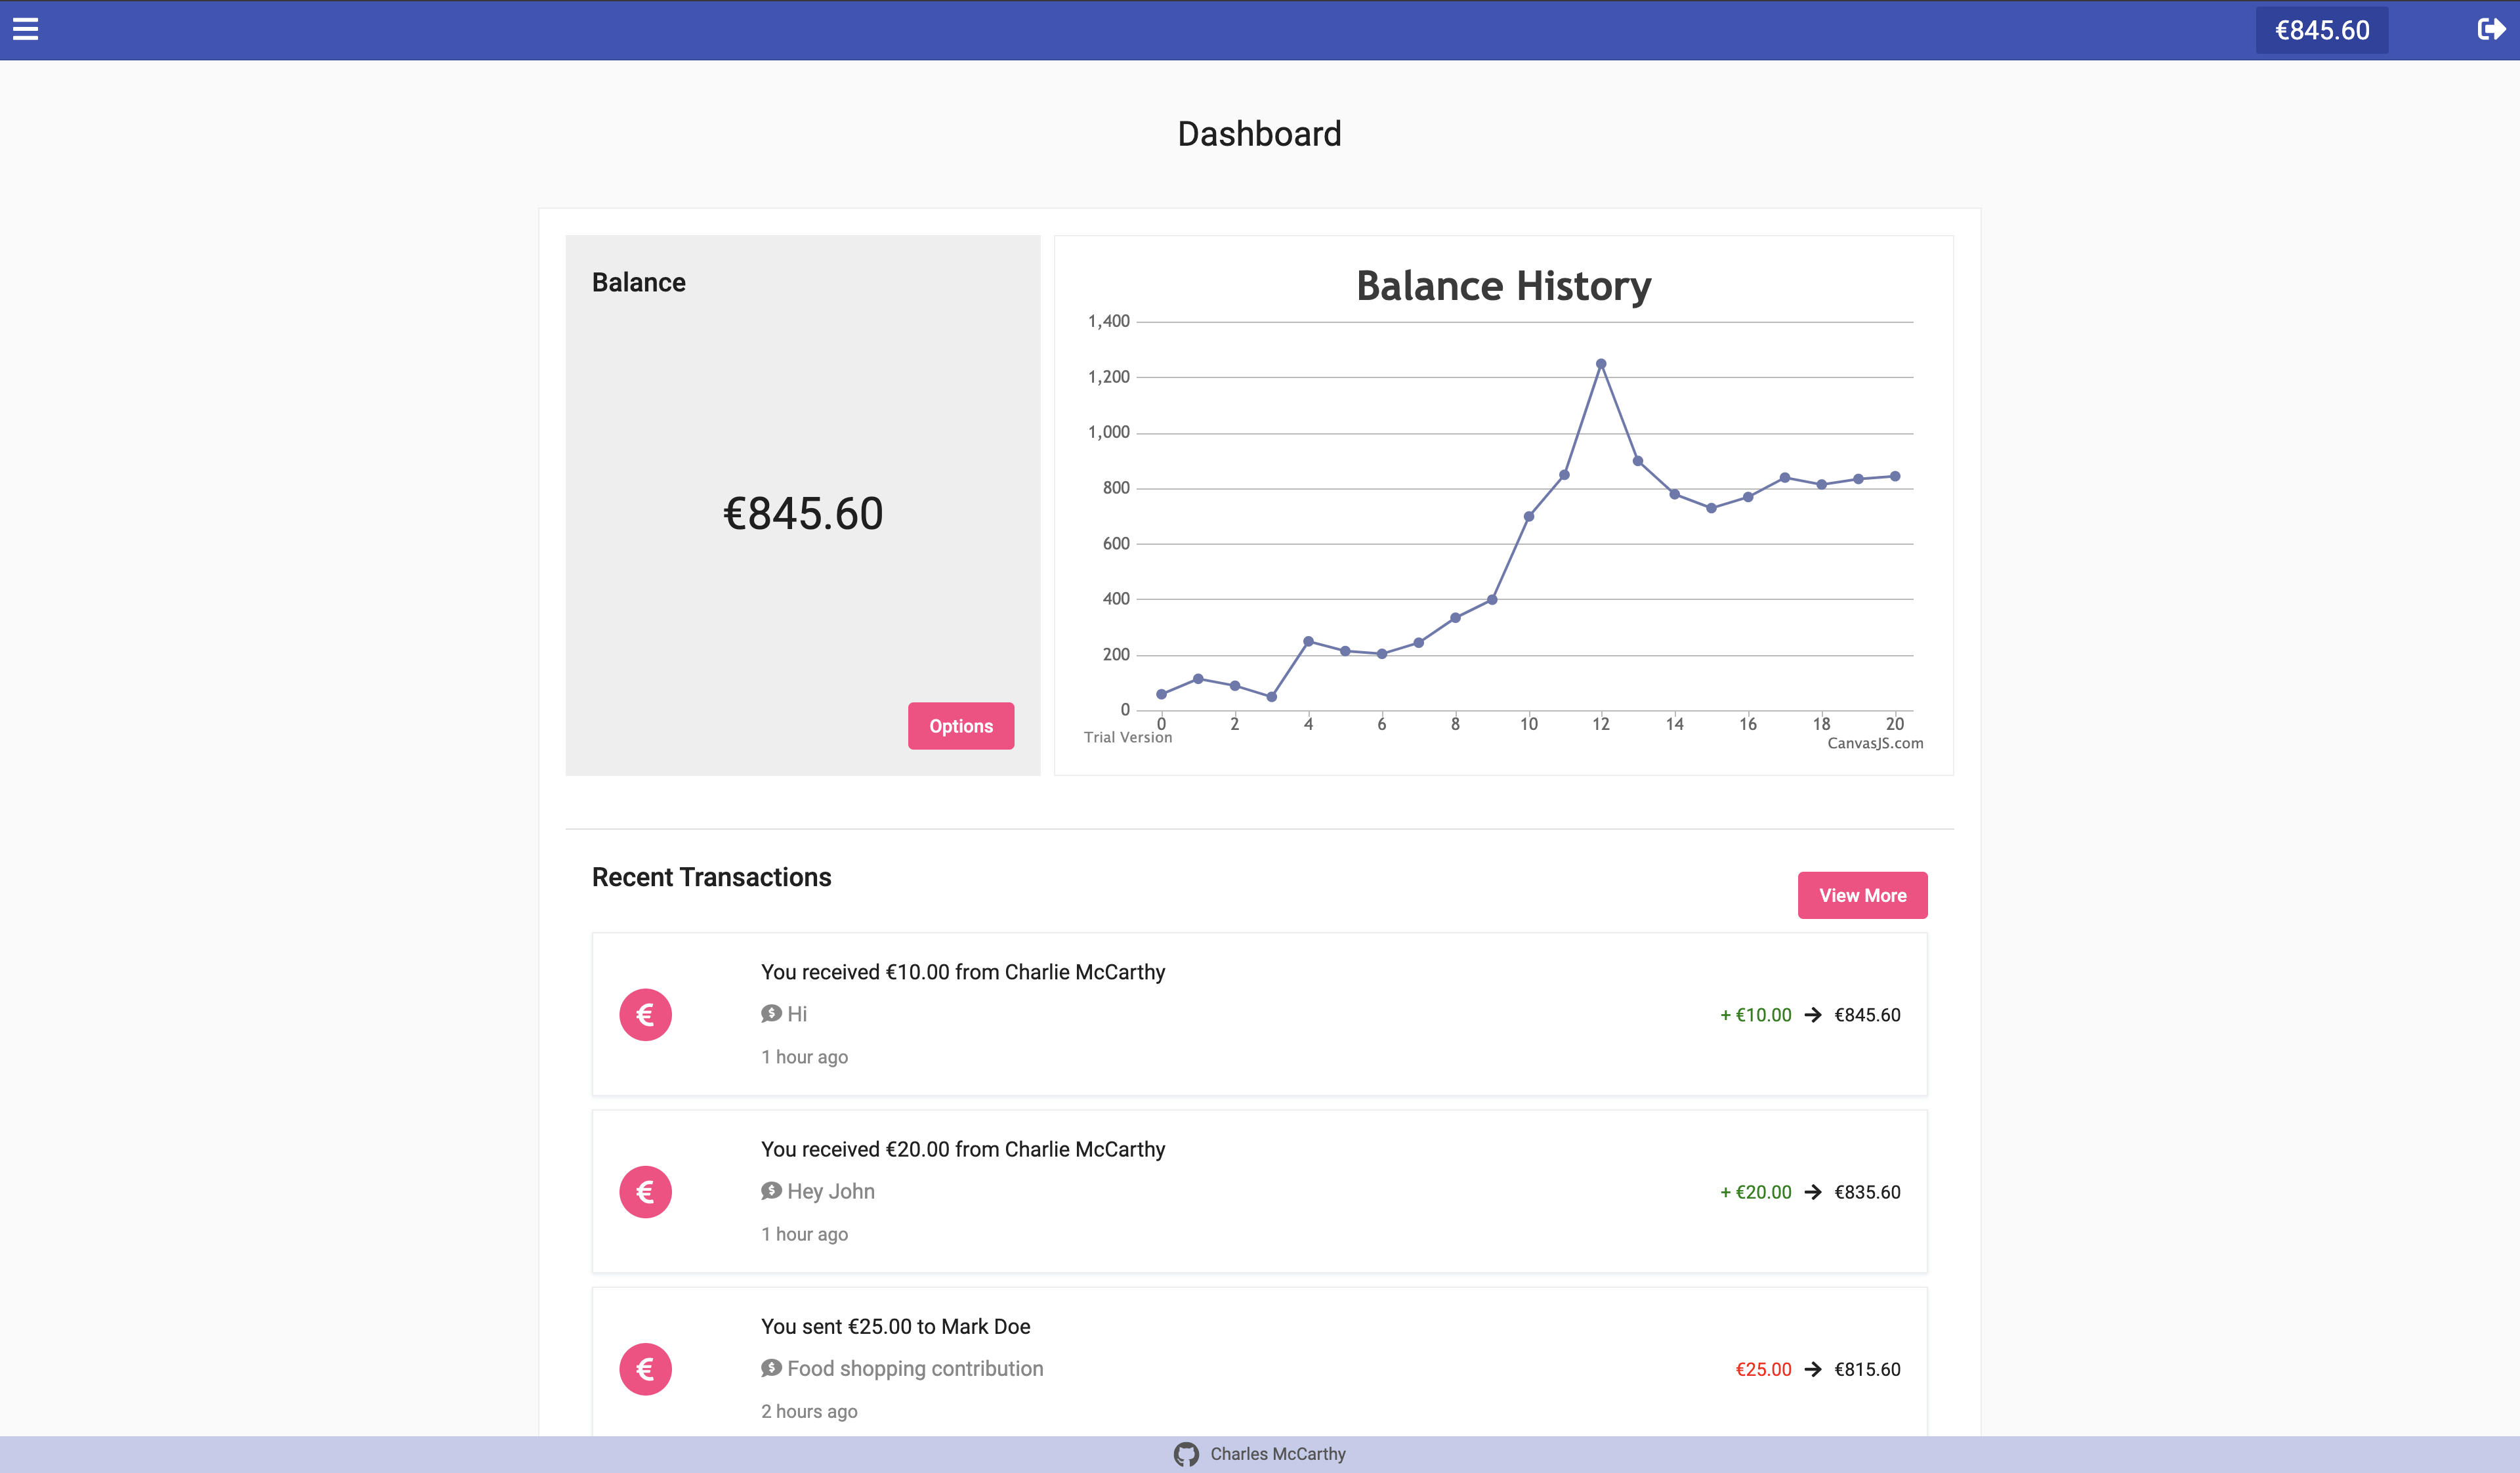 €845.60
Dashboard
Balance
€845.60
Options
Balance History
1,400
1,200
1,000
800
600
400
200
0
0 2 4 6 8 10 12 14 16 18 20
Trial Version
CanvasJS.com
Recent Transactions
View More
You received €10.00 from Charlie McCarthy
Hi
1 hour ago
+ €10.00 → €845.60
You received €20.00 from Charlie McCarthy
Hey John
1 hour ago
+ €20.00 → €835.60
You sent €25.00 to Mark Doe
Food shopping contribution
2 hours ago
€25.00 → €815.60
Charles McCarthy